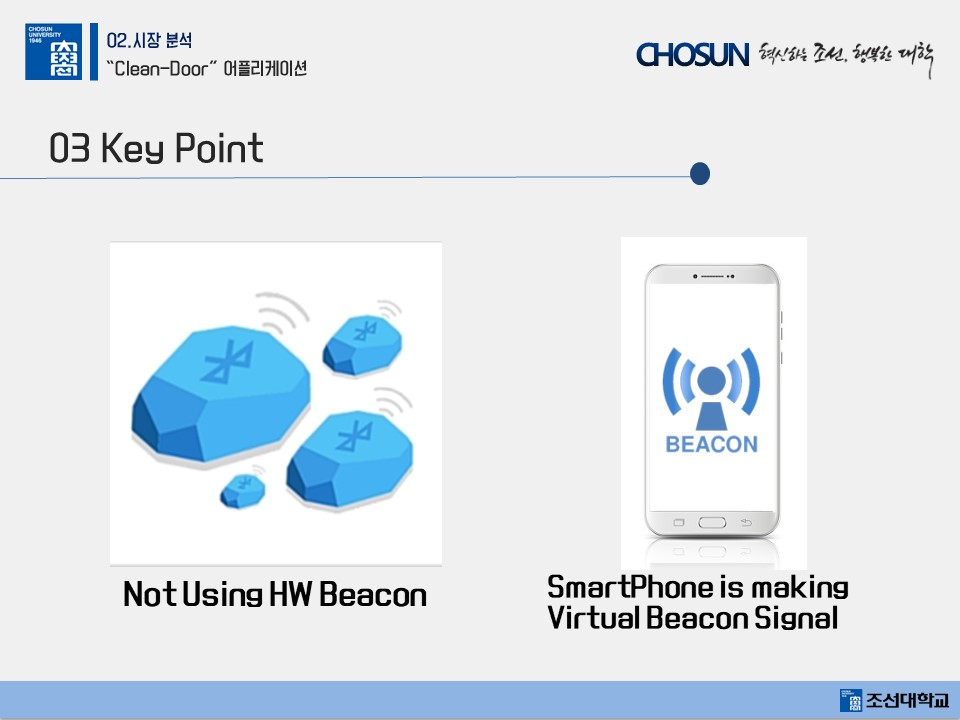 CHOSUN
UNIVERSITY
1946
02.시장 분석
“Clean-Door” 어플리케이션
CHOSUN 혁신하는 조선, 행복한 대학
03 Key Point
BEACON
Not Using HW Beacon
SmartPhone is making
Virtual Beacon Signal
조선대학교